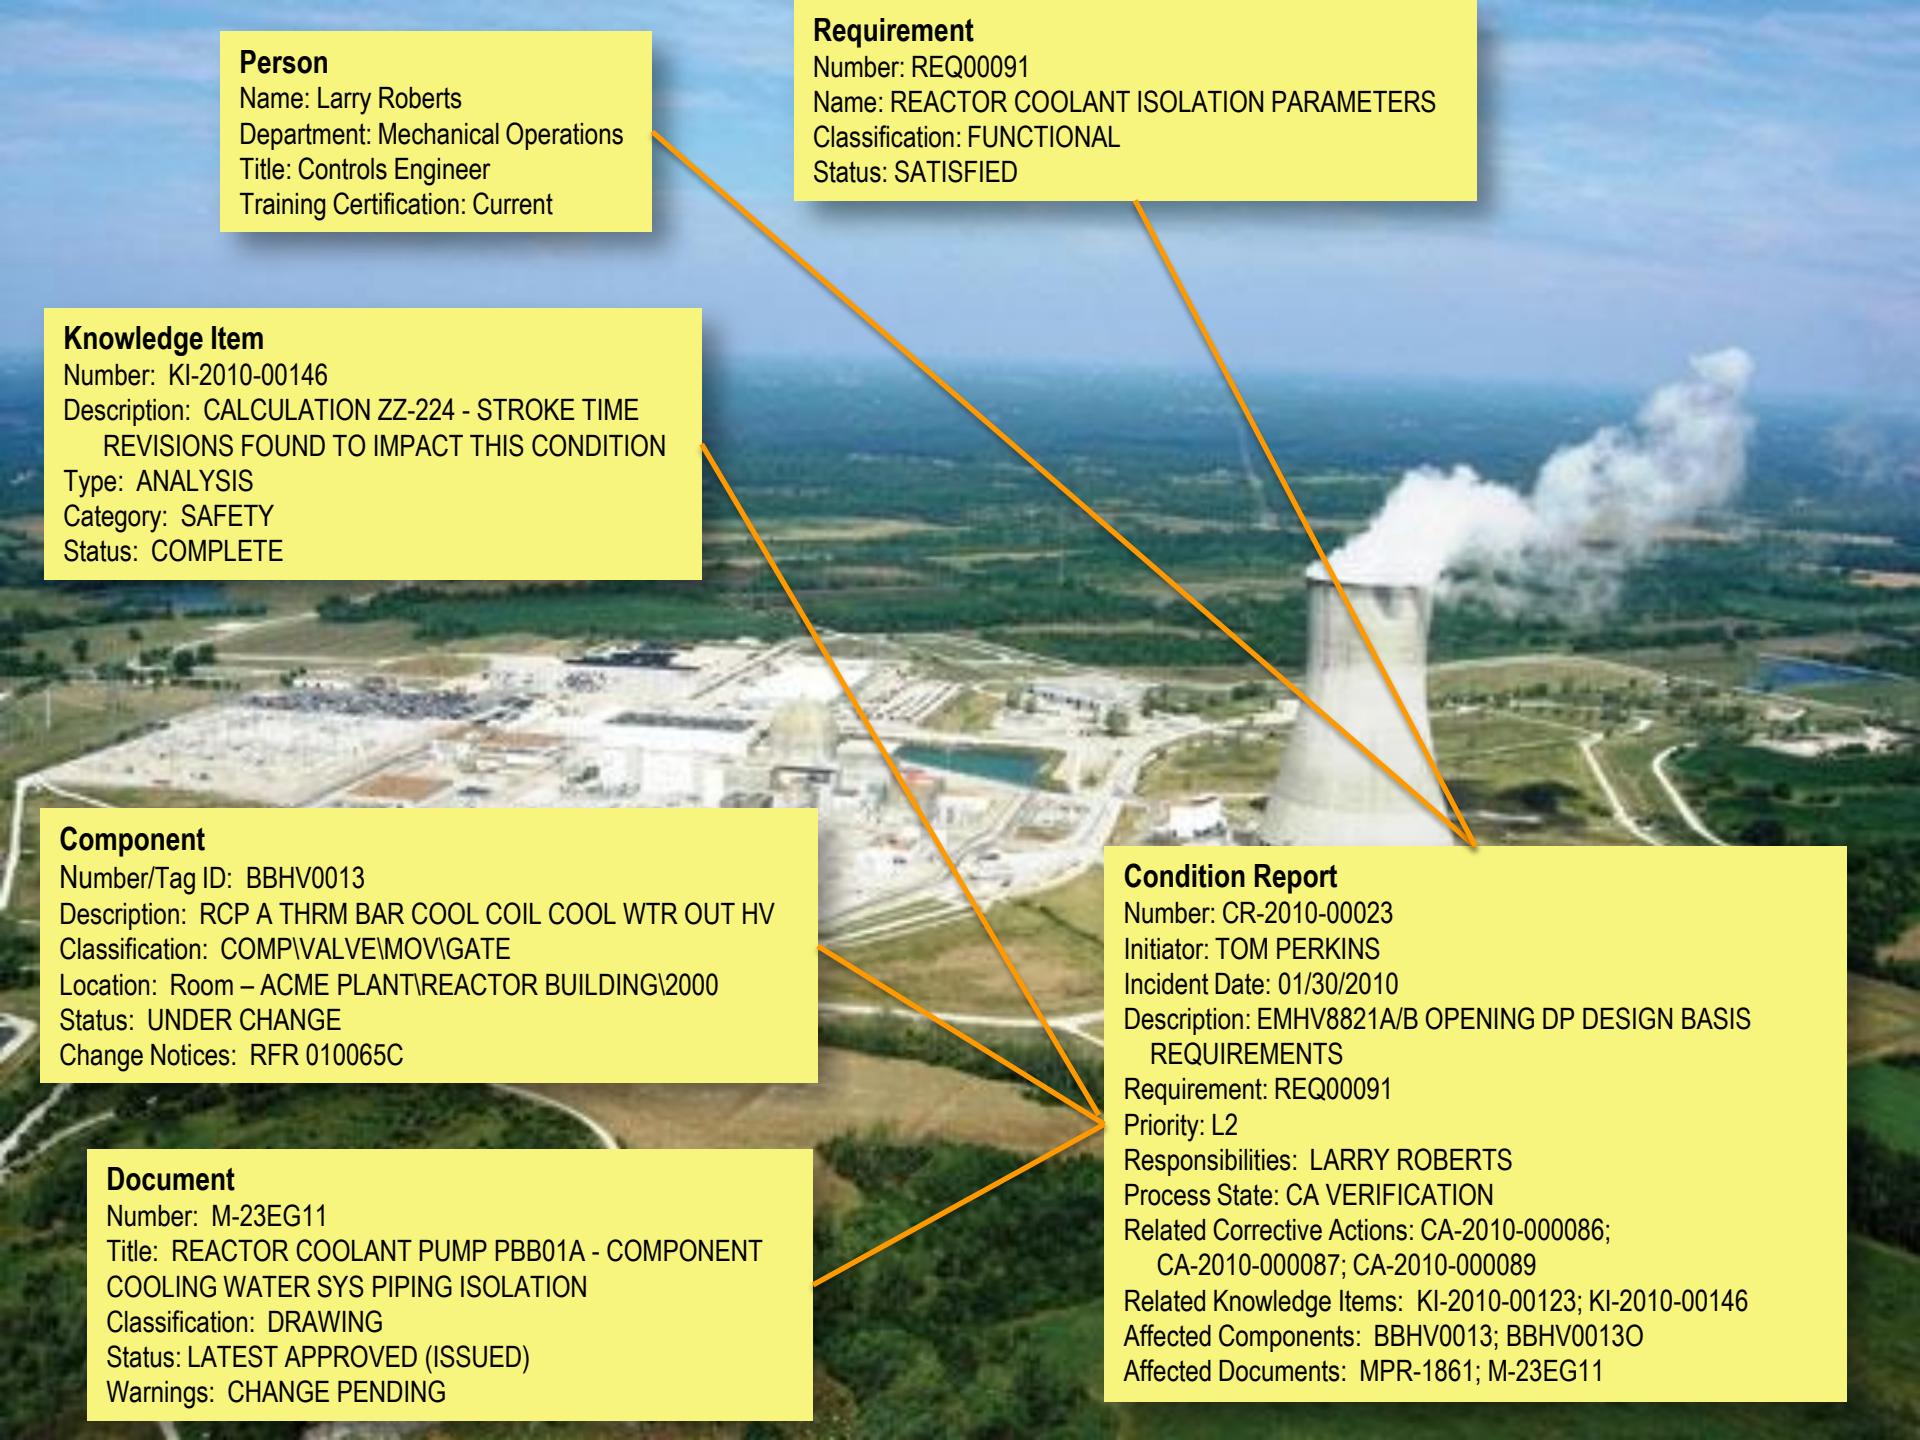 Person
Name: Larry Roberts
Department: Mechanical Operations
Title: Controls Engineer
Training Certification: Current
Requirement
Number: REQ00091
Name: REACTOR COOLANT ISOLATION PARAMETERS
Classification: FUNCTIONAL
Status: SATISFIED
Knowledge Item
Number: KI-2010-00146
Description: CALCULATION ZZ-224 - STROKE TIME
REVISIONS FOUND TO IMPACT THIS CONDITION
Type: ANALYSIS
Category: SAFETY
Status: COMPLETE
Component
Number/Tag ID: BBHV0013
Description: RCP A THRM BAR COOL COIL COOL WTR OUT HV
Classification: COMP\VALVE\MOV\GATE
Location: Room – ACME PLANT\REACTOR BUILDING\2000
Status: UNDER CHANGE
Change Notices: RFR 010065C
Document
Number: M-23EG11
Title: REACTOR COOLANT PUMP PBB01A - COMPONENT
COOLING WATER SYS PIPING ISOLATION
Classification: DRAWING
Status: LATEST APPROVED (ISSUED)
Warnings: CHANGE PENDING
Condition Report
Number: CR-2010-00023
Initiator: TOM PERKINS
Incident Date: 01/30/2010
Description: EMHV8821A/B OPENING DP DESIGN BASIS
REQUIREMENTS
Requirement: REQ00091
Priority: L2
Responsibilities: LARRY ROBERTS
Process State: CA VERIFICATION
Related Corrective Actions: CA-2010-000086;
CA-2010-000087; CA-2010-000089
Related Knowledge Items: KI-2010-00123; KI-2010-00146
Affected Components: BBHV0013; BBHV0013O
Affected Documents: MPR-1861; M-23EG11